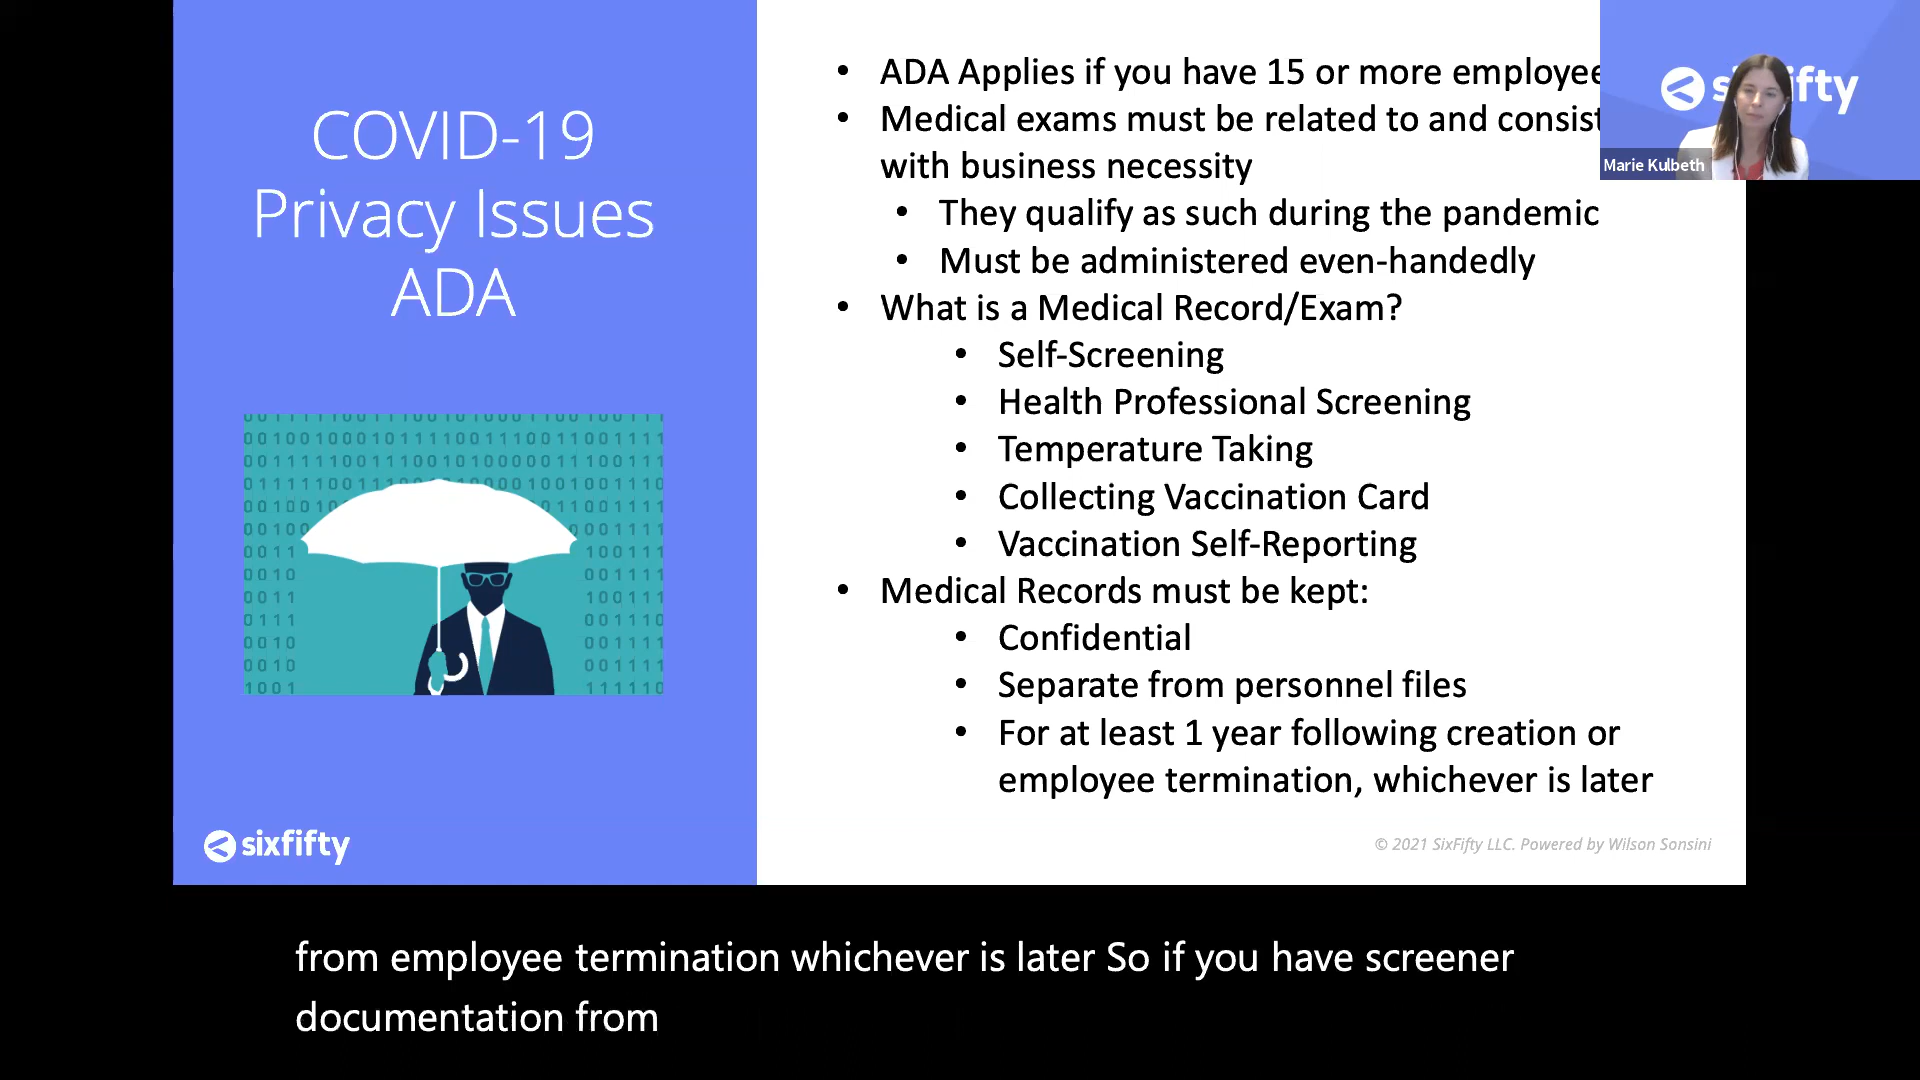 COVID-19
Privacy Issues
ADA
sixfifty
• ADA Applies if you have 15 or more employee
• Medical exams must be related to and consist
with business necessity
• They qualify as such during the pandemic
• Must be administered even-handedly
• What is a Medical Record/Exam?
• Self-Screening
• Health Professional Screening
• Temperature Taking
• Collecting Vaccination Card
• Vaccination Self-Reporting
• Medical Records must be kept:
• Confidential
• Separate from personnel files
• For at least 1 year following creation or
employee termination, whichever is later
© 2021 SixFifty LLC. Powered by Wilson Sonsini
Marie Kulbeth
from employee termination whichever is later So if you have screener
documentation from